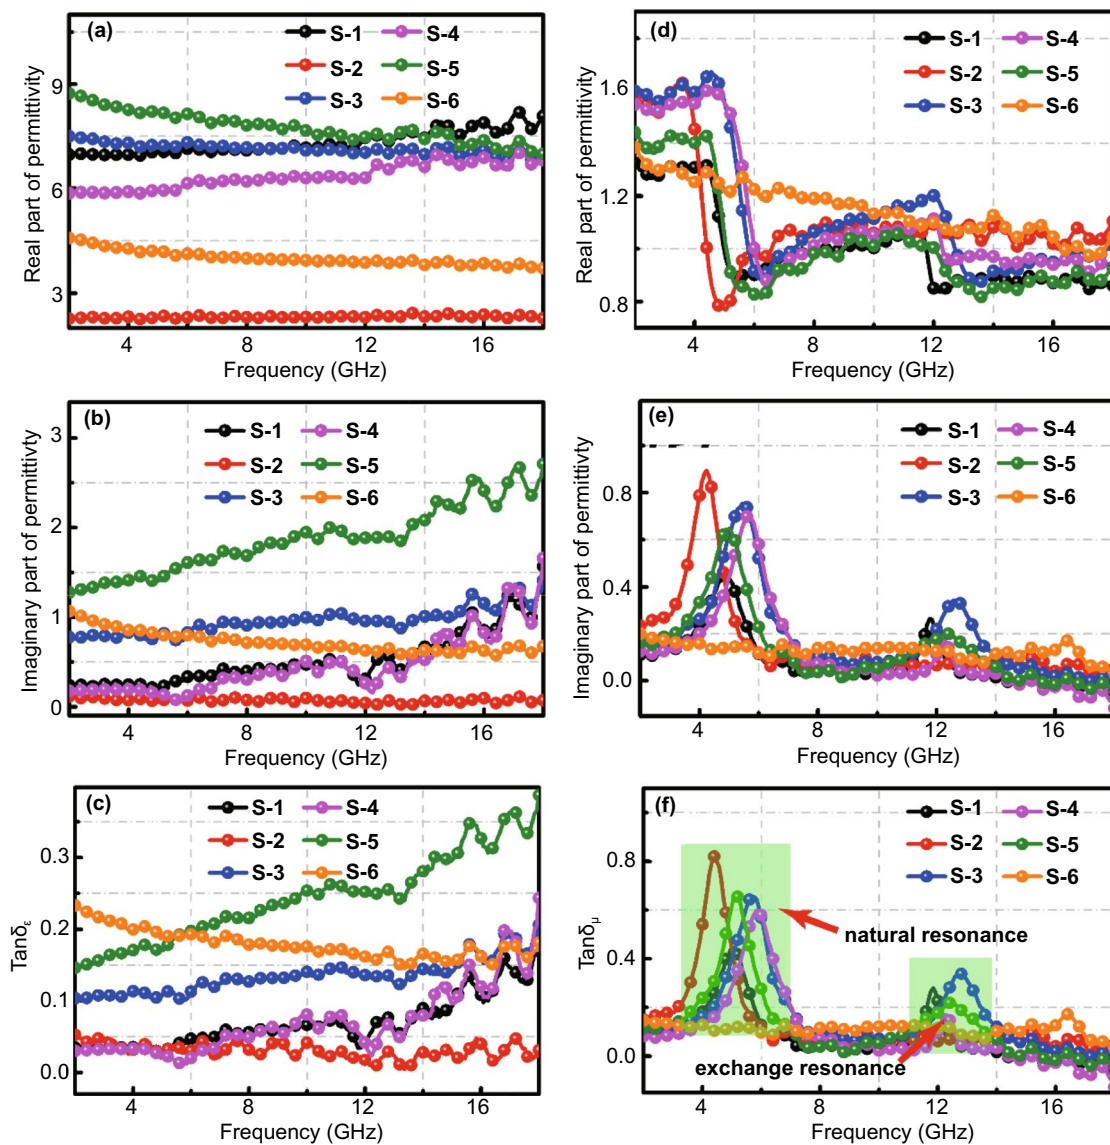 (a)
S-1 S-4
S-2 S-5
S-3 S-6
Real part of permittivity
9
6
3
4 8 12 16
Frequency (GHz)
(d)
S-1 S-4
S-2 S-5
S-3 S-6
Real part of permittivity
1.6
1.2
0.8
4 8 12 16
Frequency (GHz)
(b)
S-1 S-4
S-2 S-5
S-3 S-6
Imaginary part of permittivty
3
2
1
0
4 8 12 16
Frequency (GHz)
(e)
S-1 S-4
S-2 S-5
S-3 S-6
Imaginary part of permittivity
0.8
0.4
0.0
4 8 12 16
Frequency (GHz)
(c)
S-1 S-4
S-2 S-5
S-3 S-6
Tanδε
0.3
0.2
0.1
0.0
4 8 12 16
Frequency (GHz)
(f)
S-1 S-4
S-2 S-5
S-3 S-6
Tanδμ
0.8
0.4
0.0
natural resonance
exchange resonance
4 8 12 16
Frequency (GHz)